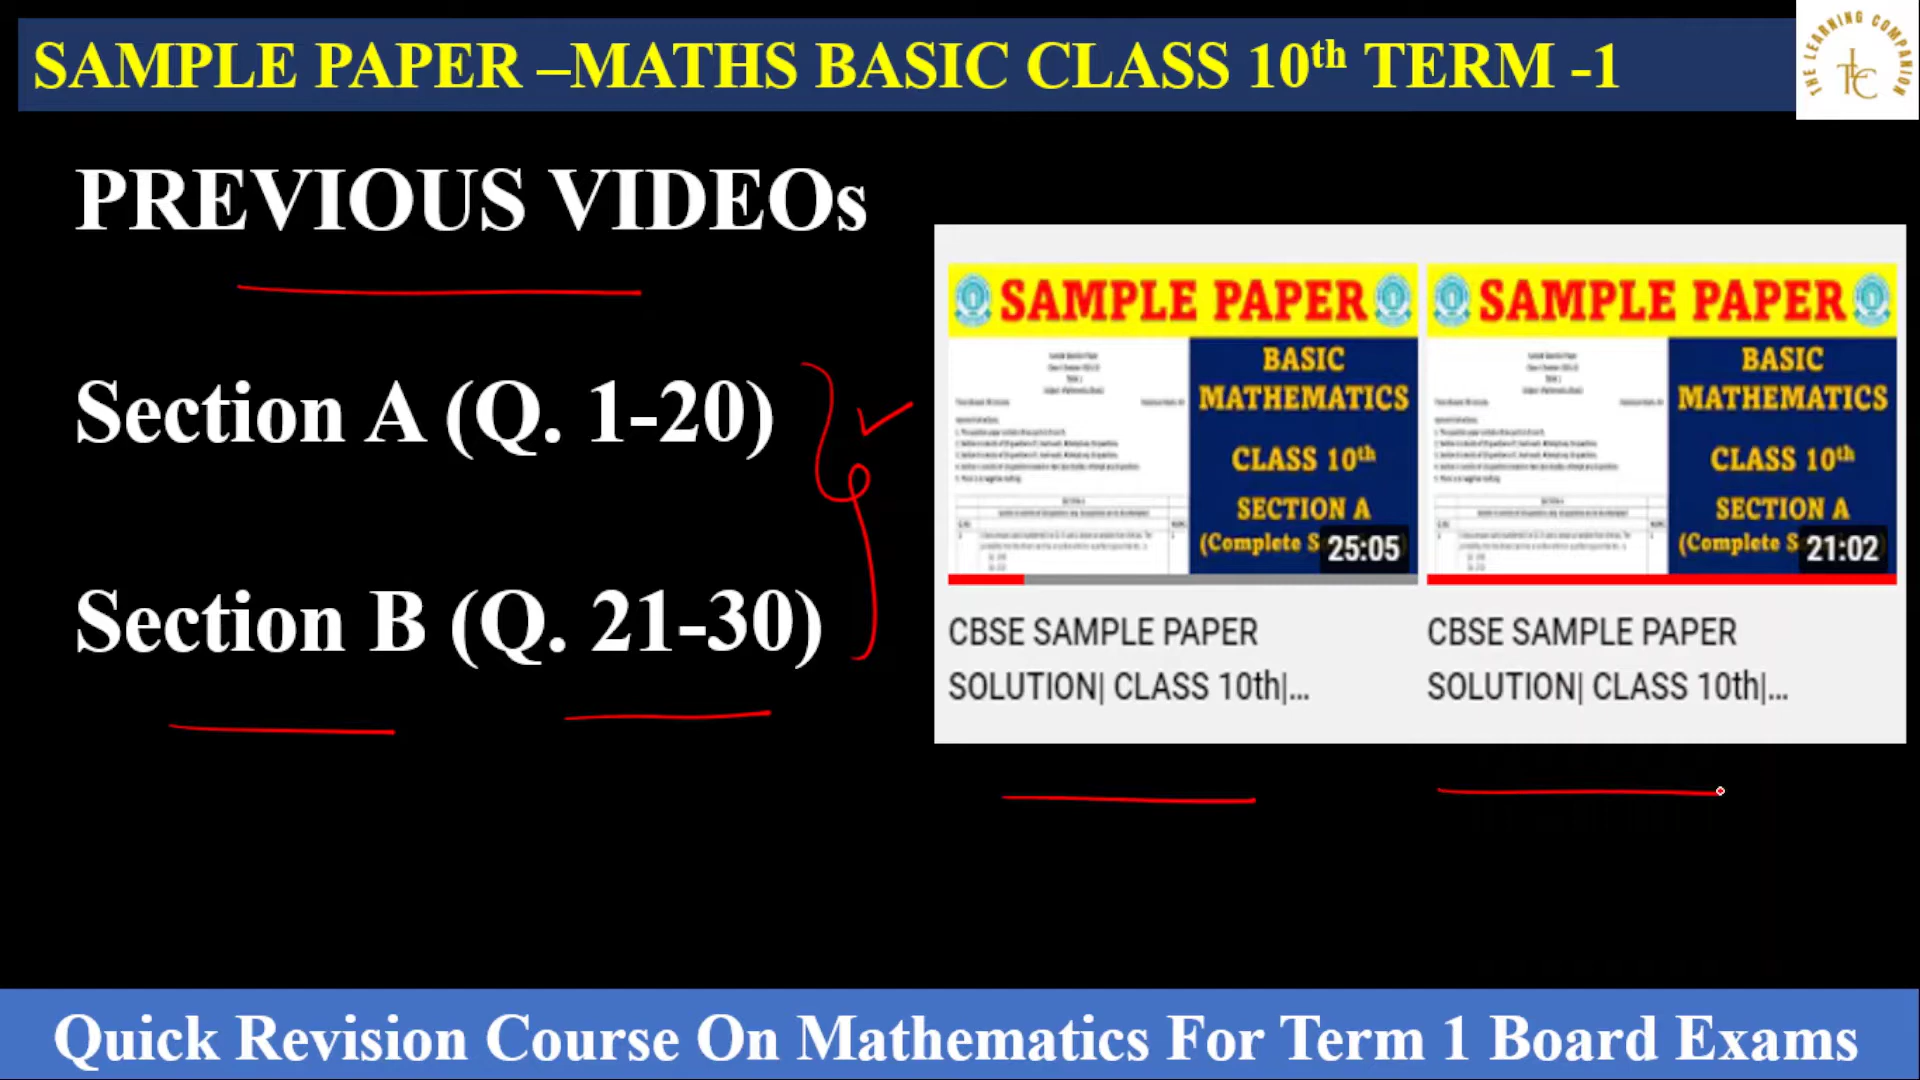 SAMPLE PAPER –MATHS BASIC CLASS 10th TERM -1
THE LEARNING COMPANION
TLC
PREVIOUS VIDEOs
Section A (Q. 1-20)
Section B (Q. 21-30)
SAMPLE PAPER
BASIC
MATHEMATICS
CLASS 10th
SECTION A
(Complete S
25:05
CBSE SAMPLE PAPER
SOLUTION| CLASS 10th|...
SAMPLE PAPER
BASIC
MATHEMATICS
CLASS 10th
SECTION A
(Complete S
21:02
CBSE SAMPLE PAPER
SOLUTION| CLASS 10th|...
Quick Revision Course On Mathematics For Term 1 Board Exams